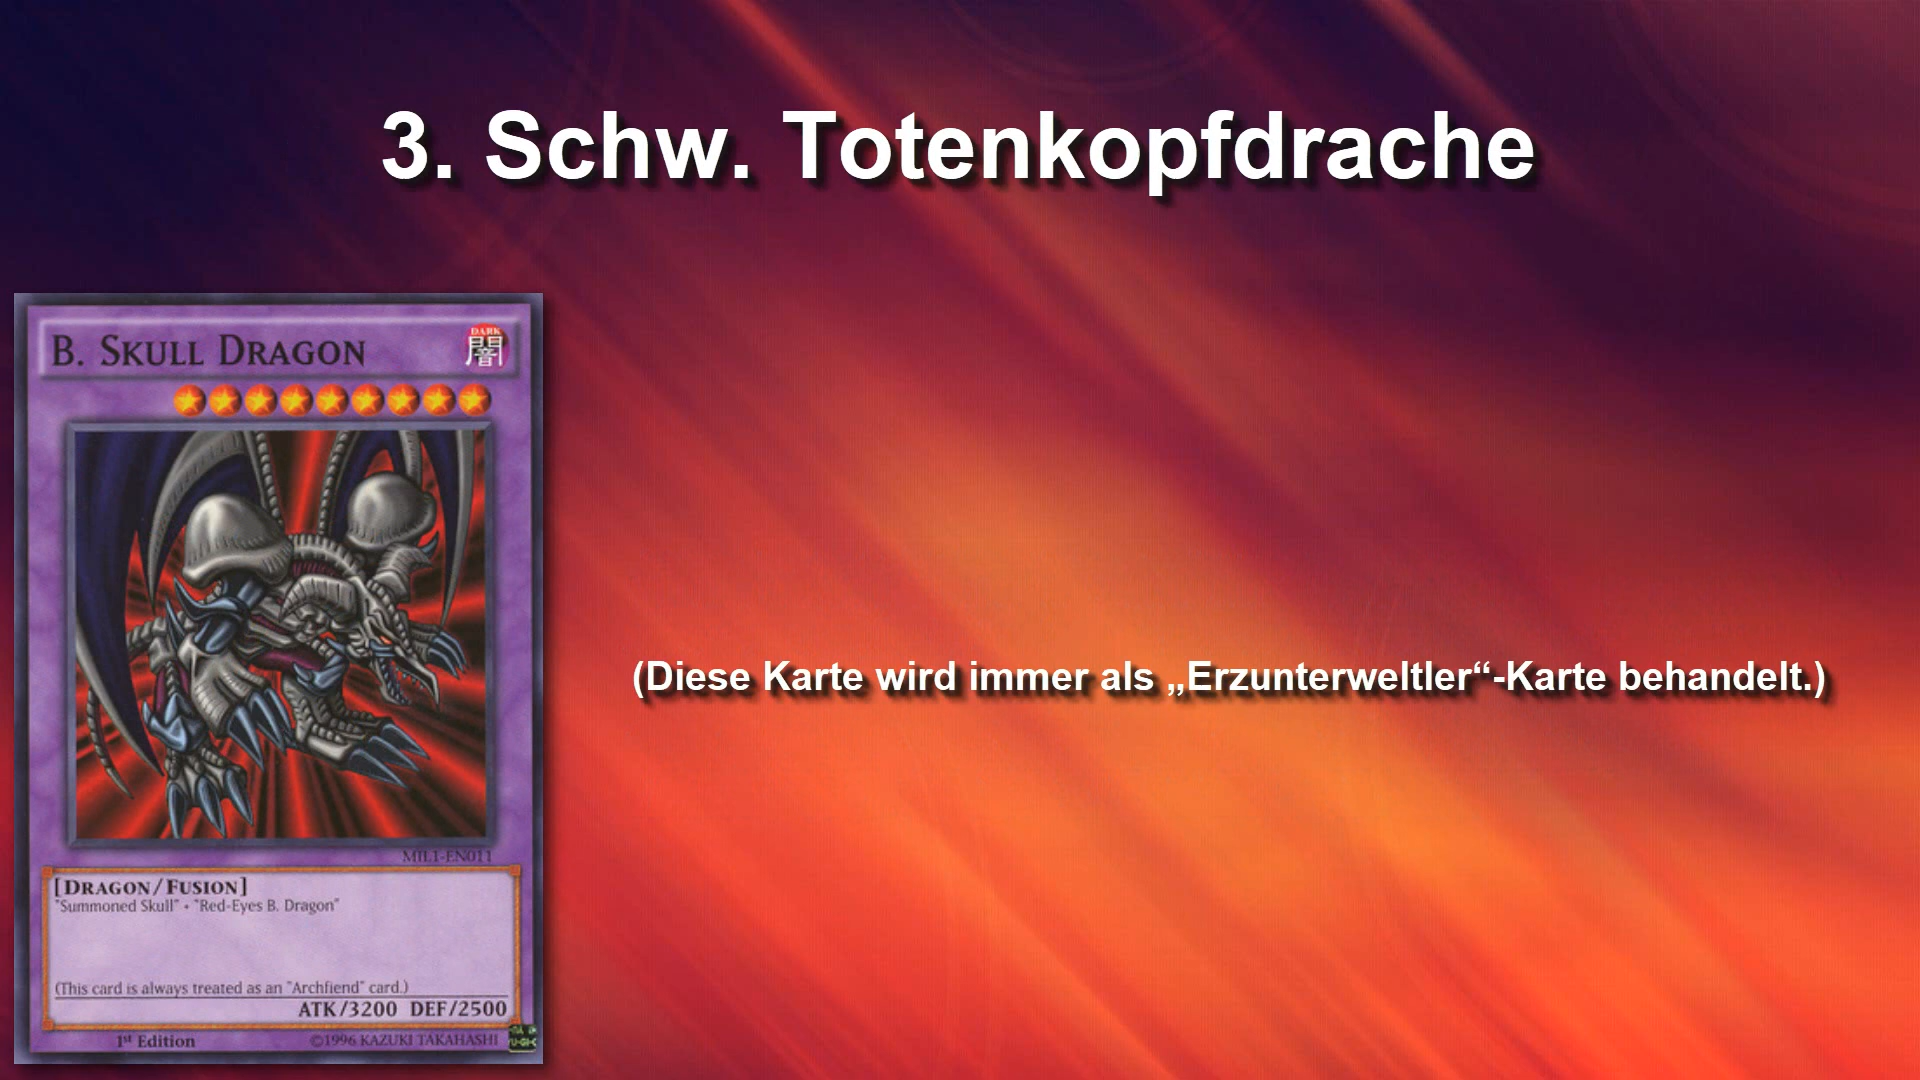 3. Schw. Totenkopfdrache
B. Skull Dragon
DARK
闇
(Diese Karte wird immer als „Erzunterweltler“-Karte behandelt.)
MIL1-EN011
[Dragon/Fusion]
"Summoned Skull" + "Red-Eyes B. Dragon"
(This card is always treated as an "Archfiend" card.)
ATK/3200 DEF/2500
1st Edition ©1996 KAZUKI TAKAHASHI